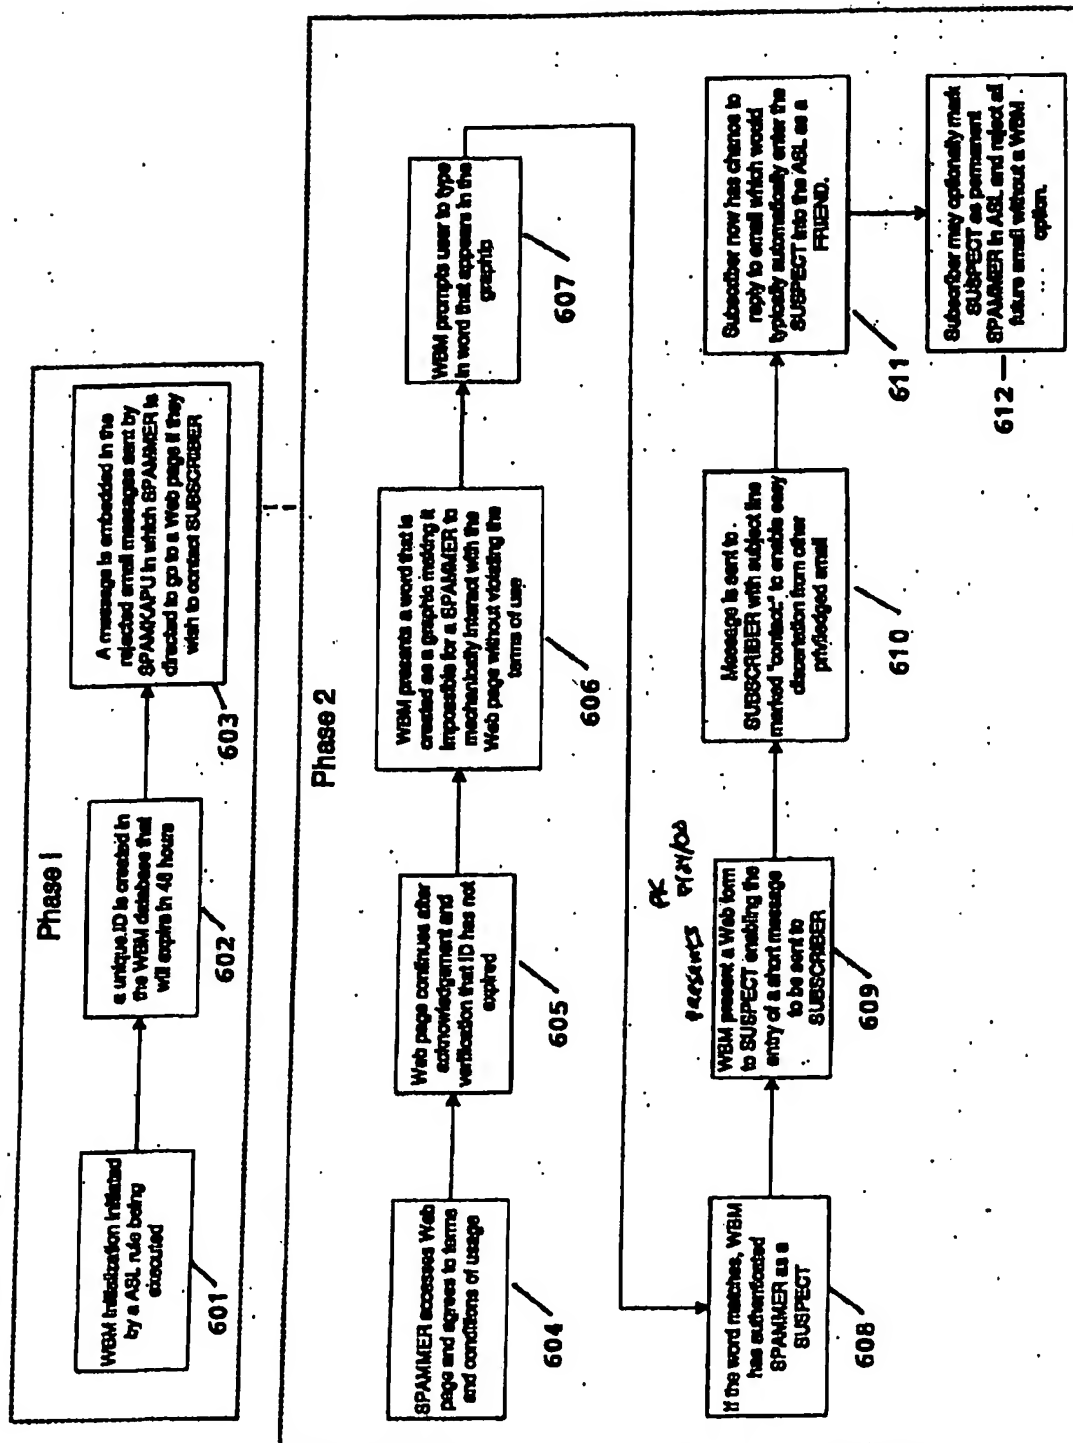 Phase I
WBM initialization initiated
by a ASL rule being
executed
601
a unique ID is created in
the WBM database that
will expire in 48 hours
602
A message is embedded in the
rejected email messages sent by
SPAMKAPU in which SPAMMER is
directed to go to a Web page if they
wish to contact SUBSCRIBER
603
Phase 2
SPAMMER accesses Web
page and agrees to terms
and conditions of usage
604
Web page continues after
acknowledgement and
verification that ID has not
expired
605
WBM presents a word that is
created as a graphic making it
impossible for a SPAMMER to
mechanically interact with the
Web page without violating the
terms of use
606
WBM prompts user to type
in word that appears in the
graphic
607
If the word matches, WBM
has authenticated
SPAMMER as a
SUSPECT
608
PRESENTS
PK
WBM present a Web form
to SUSPECT enabling the
entry of a short message
to be sent to
SUBSCRIBER
609
Message is sent to
SUBSCRIBER with subject line
marked "contact:" to enable easy
discertation from other
priviledged email
610
Subscriber now has chance to
reply to email which would
typically automatically enter the
SUSPECT into the ASL as a
FRIEND.
611
Subscriber may optionally mark
SUSPECT as permanent
SPAMMER in ASL and reject all
future email without a WBM
option.
612